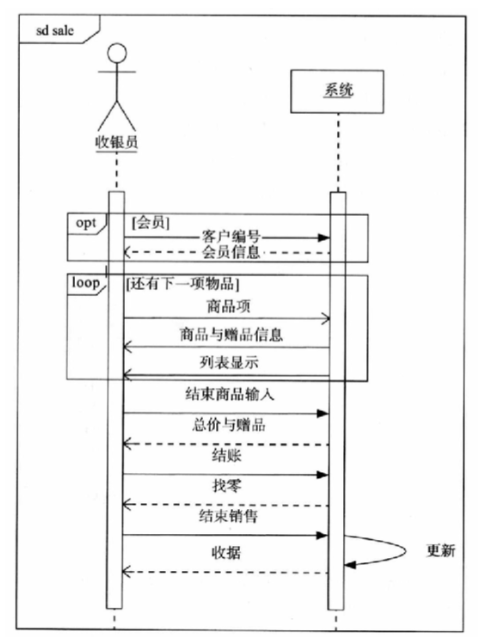 sd sale
系统
收银员
opt
[会员]
客户编号
会员信息
loop
[还有下一项物品]
商品项
商品与赠品信息
列表显示
结束商品输入
总价与赠品
结账
找零
结束销售
更新
收据